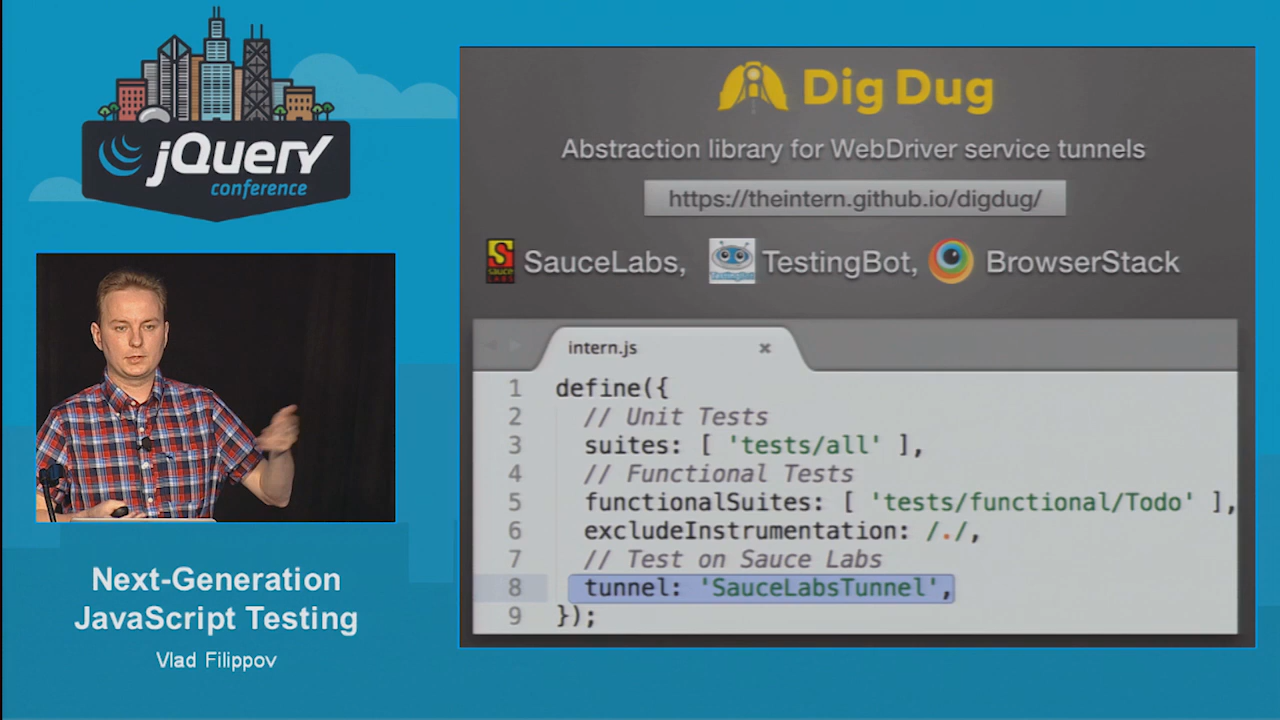 jQuery
conference
Next-Generation
JavaScript Testing
Vlad Filippov
Dig Dug
Abstraction library for WebDriver service tunnels
https://theintern.github.io/digdug/
SauceLabs, TestingBot, BrowserStack
intern.js
1 define({
2 // Unit Tests
3 suites: [ 'tests/all' ],
4 // Functional Tests
5 functionalSuites: [ 'tests/functional/Todo' ],
6 excludeInstrumentation: /./,
7 // Test on Sauce Labs
8 tunnel: 'SauceLabsTunnel',
9 });